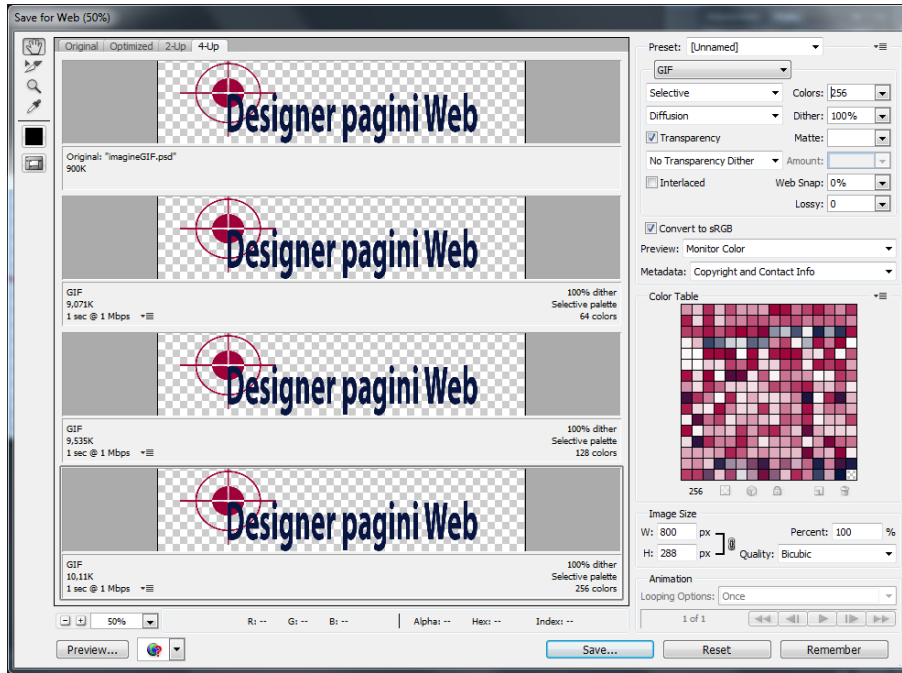 Save for Web (50%)
Original Optimized 2-Up 4-Up
Designer pagini Web
Original: "imagineGIF.psd"
900K
Designer pagini Web
GIF 100% dither
9,071K Selective palette
1 sec @ 1 Mbps 64 colors
Designer pagini Web
GIF 100% dither
9,535K Selective palette
1 sec @ 1 Mbps 128 colors
Designer pagini Web
GIF 100% dither
10,11K Selective palette
1 sec @ 1 Mbps 256 colors
50% R: -- G: -- B: -- Alpha: -- Hex: -- Index: --
Preview... Save... Reset Remember
Preset: [Unnamed]
GIF
Selective Colors: 256
Diffusion Dither: 100%
Transparency Matte:
No Transparency Dither Amount:
Interlaced Web Snap: 0%
Lossy: 0
Convert to sRGB
Preview: Monitor Color
Metadata: Copyright and Contact Info
Color Table
256
Image Size
W: 800 px Percent: 100 %
H: 288 px Quality: Bicubic
Animation
Looping Options: Once
1 of 1